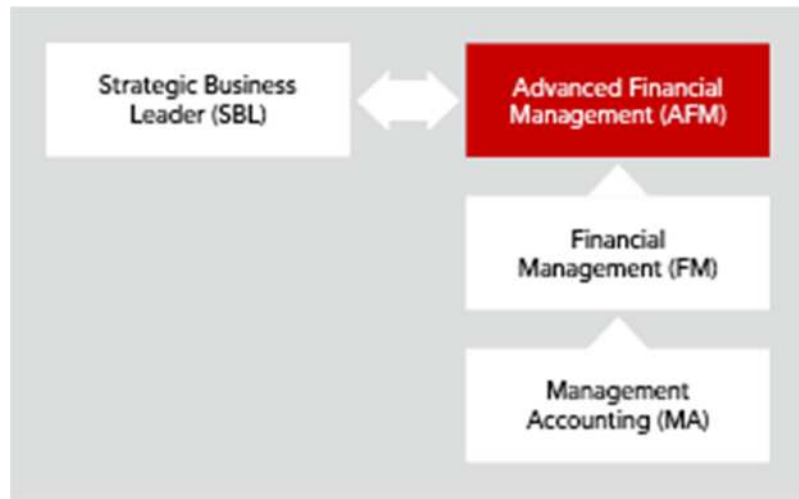 Strategic Business
Leader (SBL)
Advanced Financial
Management (AFM)
Financial
Management (FM)
Management
Accounting (MA)